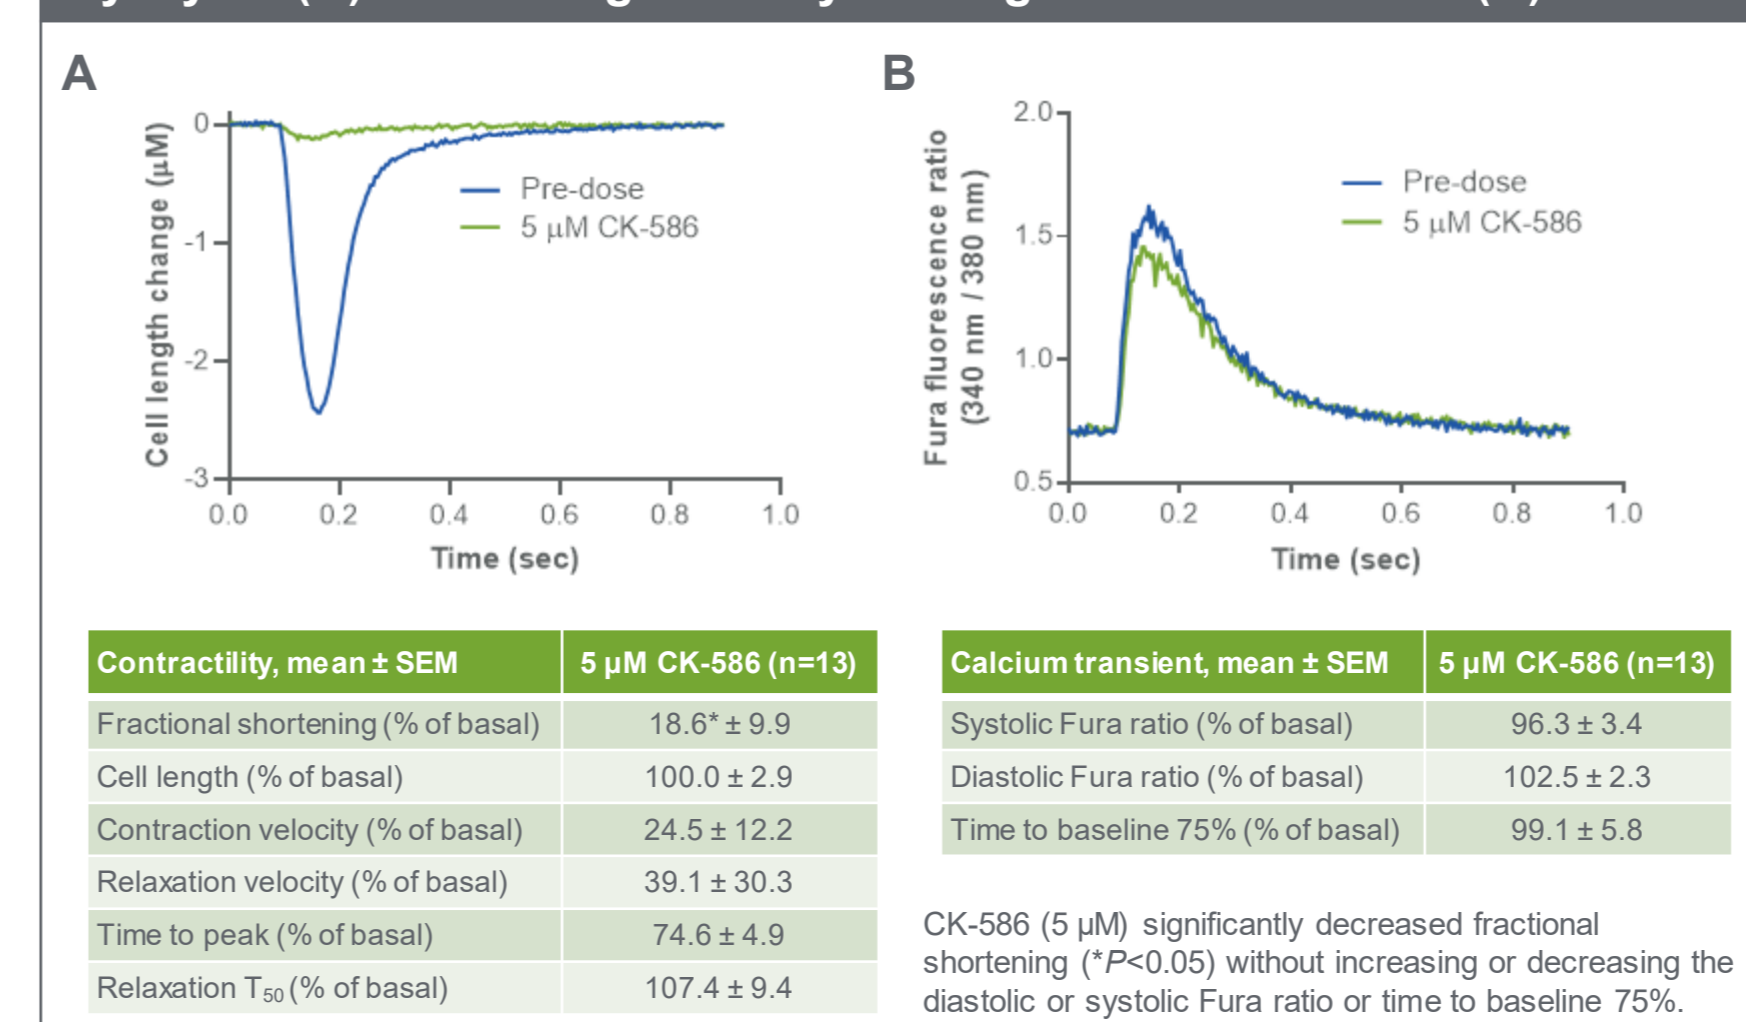 A
B
Cell length change (μM)
0
-1
-2
-3
0.0
0.2
0.4
0.6
0.8
1.0
Time (sec)
Pre-dose
5 μM CK-586
Fura fluorescence ratio
(340 nm / 380 nm)
2.0
1.5
1.0
0.5
0.0
0.2
0.4
0.6
0.8
1.0
Time (sec)
Pre-dose
5 μM CK-586
Contractility, mean ± SEM 5 μM CK-586 (n=13)
Fractional shortening (% of basal) 18.6* ± 9.9
Cell length (% of basal) 100.0 ± 2.9
Contraction velocity (% of basal) 24.5 ± 12.2
Relaxation velocity (% of basal) 39.1 ± 30.3
Time to peak (% of basal) 74.6 ± 4.9
Relaxation T50 (% of basal) 107.4 ± 9.4
Calcium transient, mean ± SEM 5 μM CK-586 (n=13)
Systolic Fura ratio (% of basal) 96.3 ± 3.4
Diastolic Fura ratio (% of basal) 102.5 ± 2.3
Time to baseline 75% (% of basal) 99.1 ± 5.8
CK-586 (5 μM) significantly decreased fractional
shortening (*P<0.05) without increasing or decreasing the
diastolic or systolic Fura ratio or time to baseline 75%.